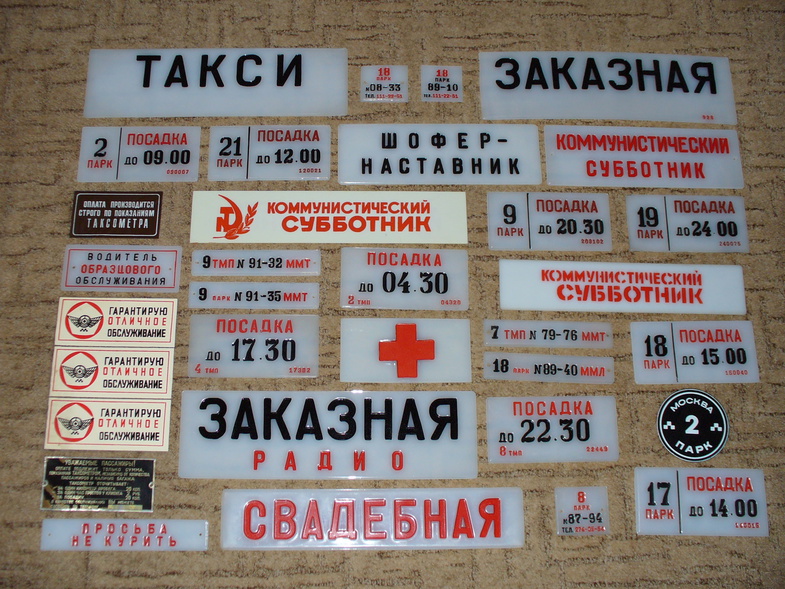 ТАКСИ
18
ПАРК
N08-33
18
ПАРК
89-10
ЗАКАЗНАЯ
2
ПАРК
ПОСАДКА
ДО 09.00
21
ПАРК
ПОСАДКА
ДО 12.00
ШОФЕР-
НАСТАВНИК
КОММУНИСТИЧЕСКИЙ
СУББОТНИК
ОПЛАТА ПРОИЗВОДИТСЯ
СТРОГО ПО ПОКАЗАНИЯМ
ТАКСОМЕТРА
КОММУНИСТИЧЕСКИЙ
СУББОТНИК
9
ПАРК
ПОСАДКА
ДО 20.30
19
ПАРК
ПОСАДКА
ДО 24.00
ВОДИТЕЛЬ
ОБРАЗЦОВОГО
ОБСЛУЖИВАНИЯ
9 ТМП N 91-32 ММТ
9 ПАРК N 91-35 ММТ
ПОСАДКА
ДО 04.30
2 ТМП
КОММУНИСТИЧЕСКИЙ
СУББОТНИК
ГАРАНТИРУЮ
ОТЛИЧНОЕ
ОБСЛУЖИВАНИЕ
ГАРАНТИРУЮ
ОТЛИЧНОЕ
ОБСЛУЖИВАНИЕ
ГАРАНТИРУЮ
ОТЛИЧНОЕ
ОБСЛУЖИВАНИЕ
ПОСАДКА
ДО 17.30
4 ТМП
7 ТМП N 79-76 ММТ
18 ПАРК N89-40 ММЛ
18
ПАРК
ПОСАДКА
ДО 15.00
ЗАКАЗНАЯ
РАДИО
ПОСАДКА
ДО 22.30
8 ТМП
МОСКВА
2
ПАРК
УВАЖАЕМЫЕ ПАССАЖИРЫ!
ПРОСЬБА
НЕ КУРИТЬ
СВАДЕБНАЯ
8
ПАРК
N87-94
17
ПАРК
ПОСАДКА
ДО 14.00